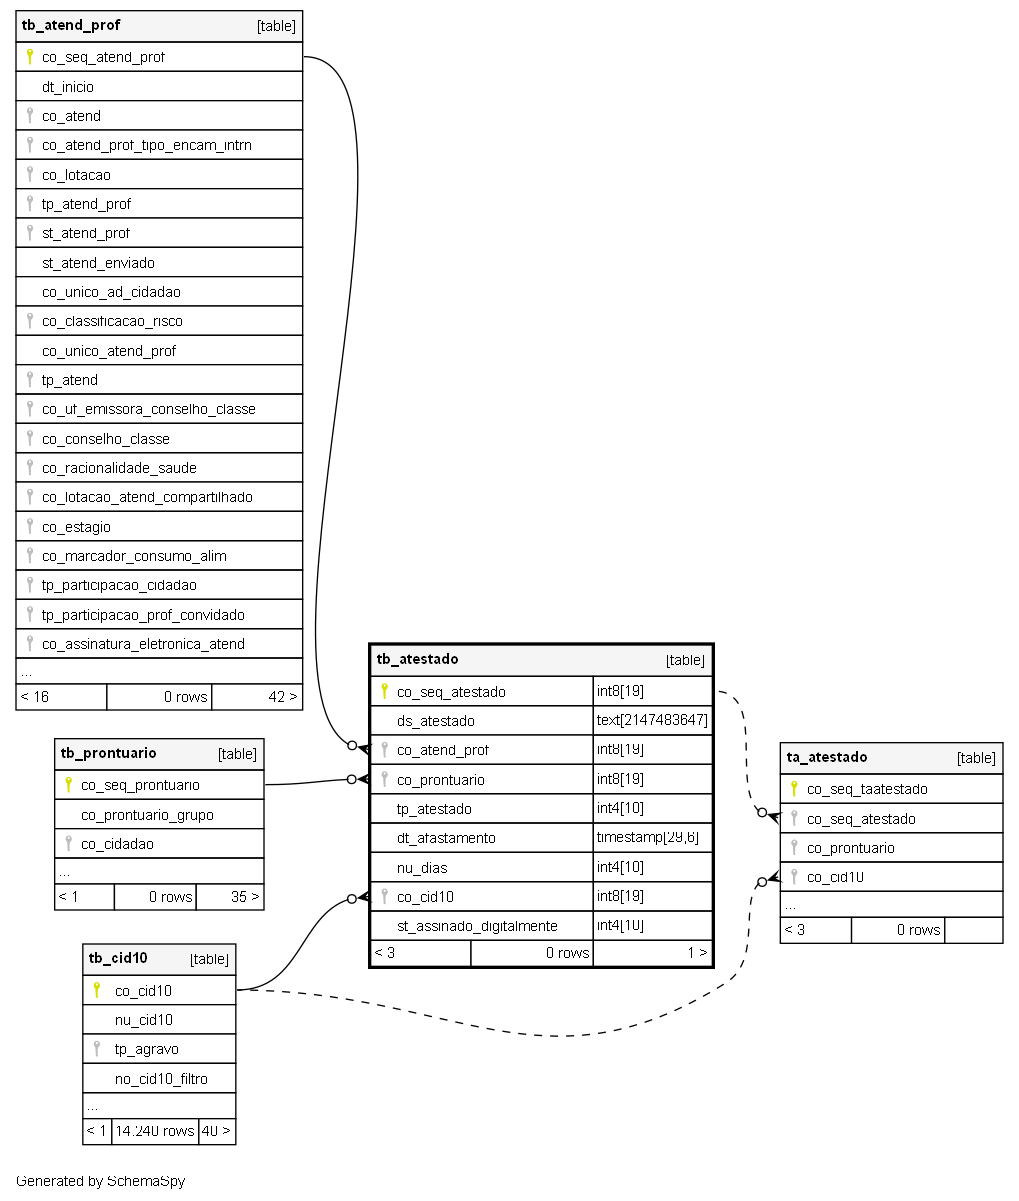 tb_atend_prof [table]
co_seq_atend_prof
dt_inicio
co_atend
co_atend_prof_tipo_encam_intrn
co_lotacao
tp_atend_prof
st_atend_prof
st_atend_enviado
co_unico_ad_cidadao
co_classificacao_risco
co_unico_atend_prof
tp_atend
co_uf_emissora_conselho_classe
co_conselho_classe
co_racionalidade_saude
co_lotacao_atend_compartilhado
co_estagio
co_marcador_consumo_alim
tp_participacao_cidadao
tp_participacao_prof_convidado
co_assinatura_eletronica_atend
...
< 16 0 rows 42 >
tb_prontuario [table]
co_seq_prontuario
co_prontuario_grupo
co_cidadao
...
< 1 0 rows 35 >
tb_cid10 [table]
co_cid10
nu_cid10
tp_agravo
no_cid10_filtro
...
< 1 14.240 rows 40 >
tb_atestado [table]
co_seq_atestado int8[19]
ds_atestado text[2147483647]
co_atend_prof int8[19]
co_prontuario int8[19]
tp_atestado int4[10]
dt_afastamento timestamp[29,6]
nu_dias int4[10]
co_cid10 int8[19]
st_assinado_digitalmente int4[10]
< 3 0 rows 1 >
ta_atestado [table]
co_seq_taatestado
co_seq_atestado
co_prontuario
co_cid10
...
< 3 0 rows
Generated by SchemaSpy